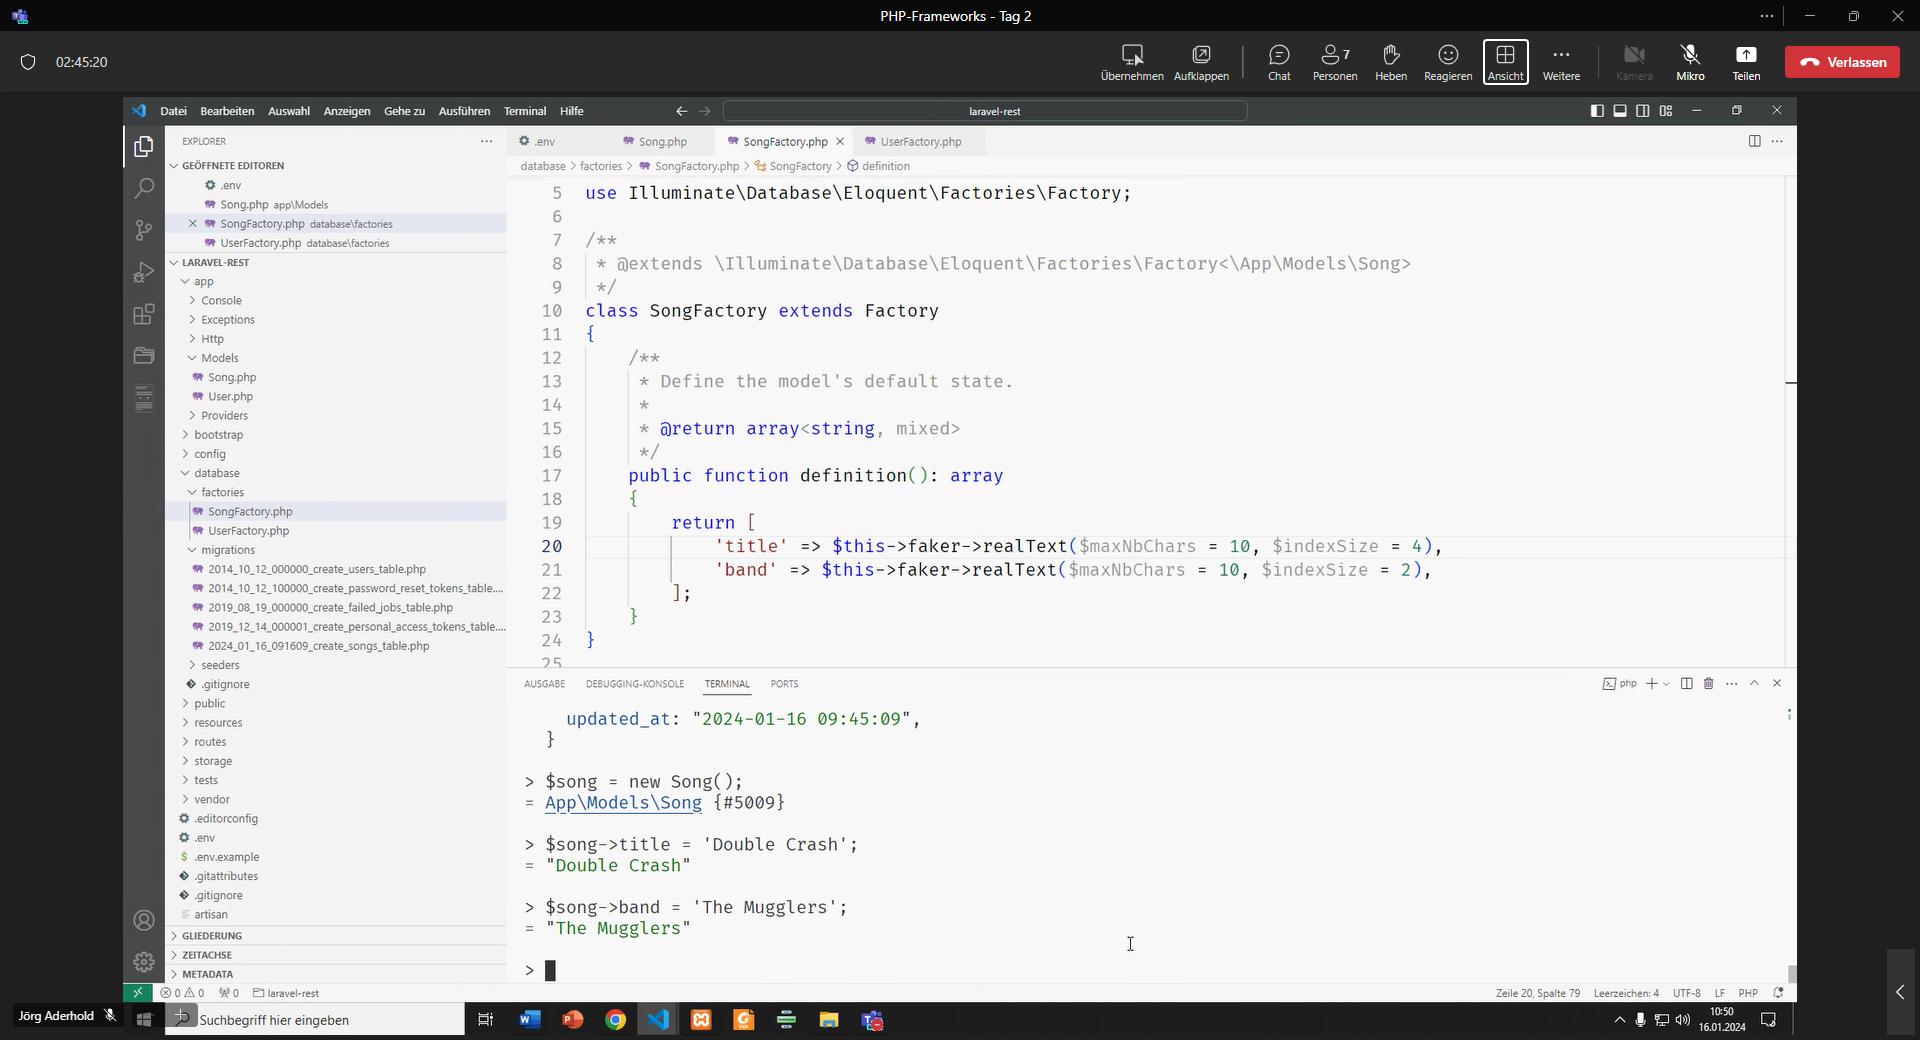 PHP-Frameworks - Tag 2
02:45:20
Übernehmen
Aufklappen
Chat
7
Personen
Heben
Reagieren
Ansicht
Weitere
Kamera
Mikro
Teilen
Verlassen
Datei Bearbeiten Auswahl Anzeigen Gehe zu Ausführen Terminal Hilfe
laravel-rest
EXPLORER
GEÖFFNETE EDITOREN
.env
Song.php app\Models
SongFactory.php database\factories
UserFactory.php database\factories
LARAVEL-REST
app
Console
Exceptions
Http
Models
Song.php
User.php
Providers
bootstrap
config
database
factories
SongFactory.php
UserFactory.php
migrations
2014_10_12_000000_create_users_table.php
2014_10_12_100000_create_password_reset_tokens_table....
2019_08_19_000000_create_failed_jobs_table.php
2019_12_14_000001_create_personal_access_tokens_table....
2024_01_16_091609_create_songs_table.php
seeders
.gitignore
public
resources
routes
storage
tests
vendor
.editorconfig
.env
.env.example
.gitattributes
.gitignore
artisan
GLIEDERUNG
ZEITACHSE
METADATA
.env Song.php SongFactory.php UserFactory.php
database > factories > SongFactory.php > SongFactory > definition
5 use Illuminate\Database\Eloquent\Factories\Factory;
6
7 /**
8 * @extends \Illuminate\Database\Eloquent\Factories\Factory<\App\Models\Song>
9 */
10 class SongFactory extends Factory
11 {
12 /**
13 * Define the model's default state.
14 *
15 * @return array<string, mixed>
16 */
17 public function definition(): array
18 {
19 return [
20 'title' => $this->faker->realText($maxNbChars = 10, $indexSize = 4),
21 'band' => $this->faker->realText($maxNbChars = 10, $indexSize = 2),
22 ];
23 }
24 }
25
AUSGABE DEBUGGING-KONSOLE TERMINAL PORTS
php
updated_at: "2024-01-16 09:45:09",
}
> $song = new Song();
= App\Models\Song {#5009}
> $song->title = 'Double Crash';
= "Double Crash"
> $song->band = 'The Mugglers';
= "The Mugglers"
>
0 0 0 laravel-rest
Zeile 20, Spalte 79 Leerzeichen: 4 UTF-8 LF PHP
Jörg Aderhold
Suchbegriff hier eingeben
10:50
16.01.2024